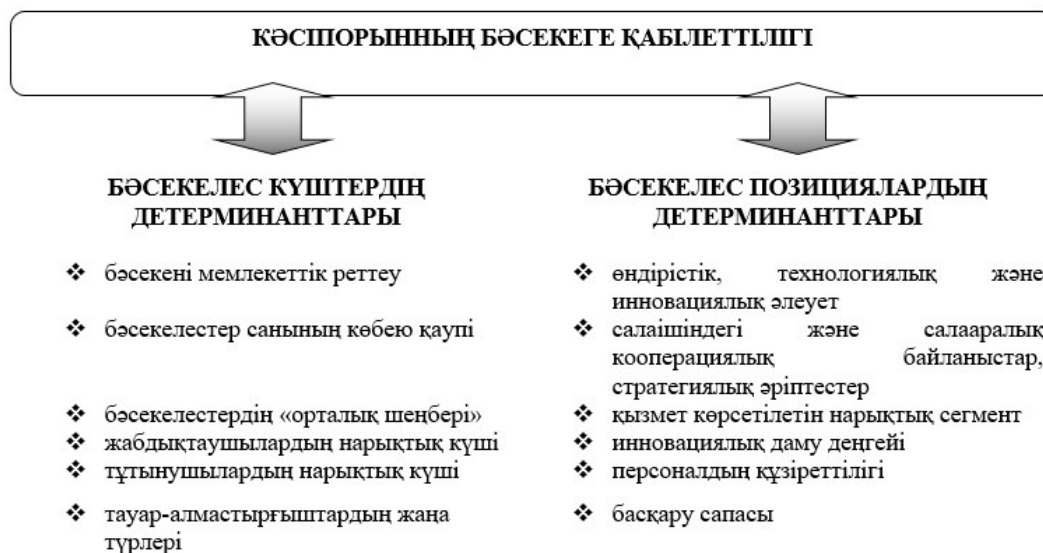 КӘСІПОРЫННЫҢ БӘСЕКЕГЕ ҚАБІЛЕТТІЛІГІ
БӘСЕКЕЛЕС КҮШТЕРДІҢ
ДЕТЕРМИНАНТТАРЫ
❖ бәсекені мемлекеттік реттеу
❖ бәсекелестер санының көбею қаупі
❖ бәсекелестердің «орталық шеңбері»
❖ жабдықтаушылардың нарықтық күші
❖ тұтынушылардың нарықтық күші
❖ тауар-алмастырғыштардың жаңа
түрлері
БӘСЕКЕЛЕС ПОЗИЦИЯЛАРДЫҢ
ДЕТЕРМИНАНТТАРЫ
❖ өндірістік, технологиялық және
инновациялық әлеует
❖ салаішіндегі және салааралық
кооперациялық байланыстар,
стратегиялық әріптестер
❖ қызмет көрсетілетін нарықтық сегмент
❖ инновациялық даму деңгейі
❖ персоналдың құзіреттілігі
❖ басқару сапасы